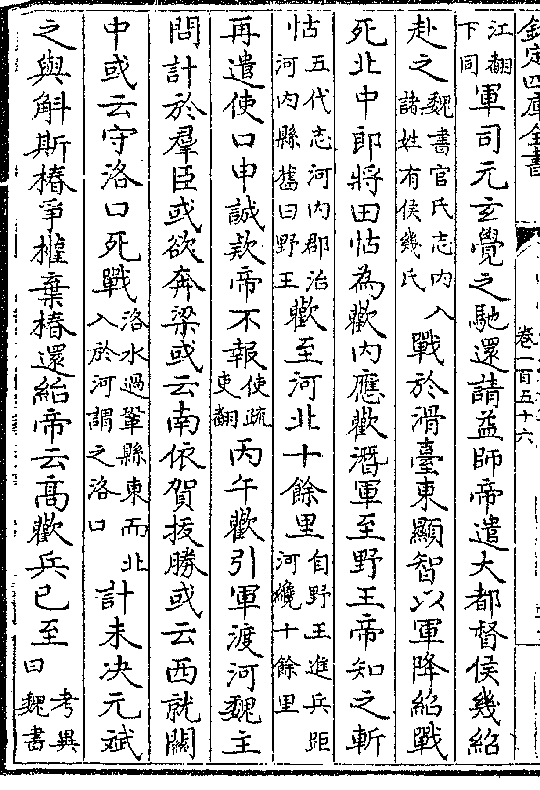 欽定四庫全書
卷一百五十六
江翻下同軍司元玄覺之馳還請益師帝遣大都督侯幾紹
赴之魏書官氏志内入諸姓有侯幾氏戰於滑臺東顯智以軍降紹戰
死北中郎將田怗為歡内應歡潛軍至野王帝知之斬
怗五代志河内郡治河内縣舊曰野王歡至河北十餘里自野王進兵距河纔十餘里
再遣使口申誠款帝不報使疏吏翻丙午歡引軍渡河魏主
問計於羣臣或欲奔梁或云南依賀拔勝或云西就關
中或云守洛口死戰洛水過鞏縣東而北入於河謂之洛口計未决元斌
之與斛斯椿爭權棄椿還紿帝云高歡兵已至考異曰魏書